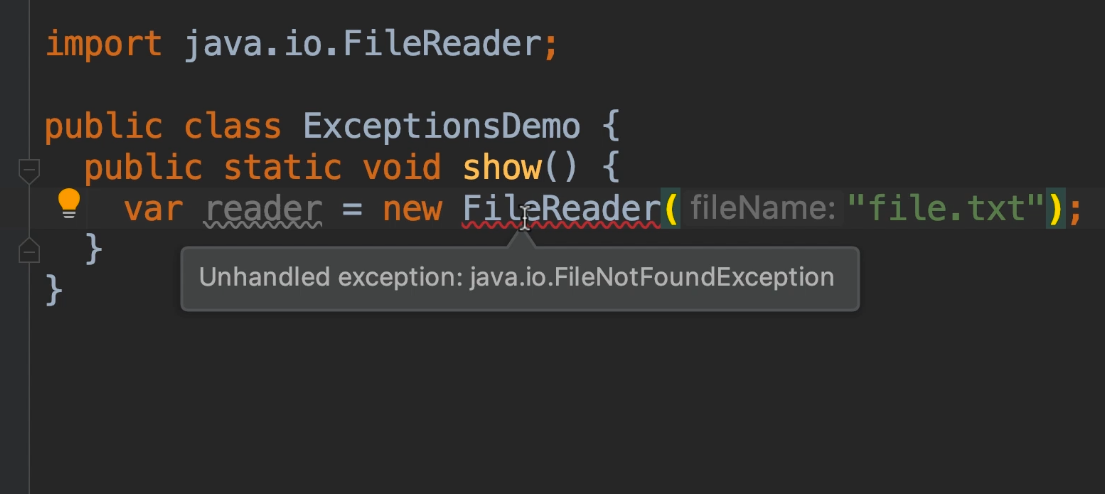 import java.io.FileReader;
public class ExceptionsDemo {
public static void show() {
var reader = new FileReader( fileName: "file.txt");
}
Unhandled exception: java.io.FileNotFoundException
}